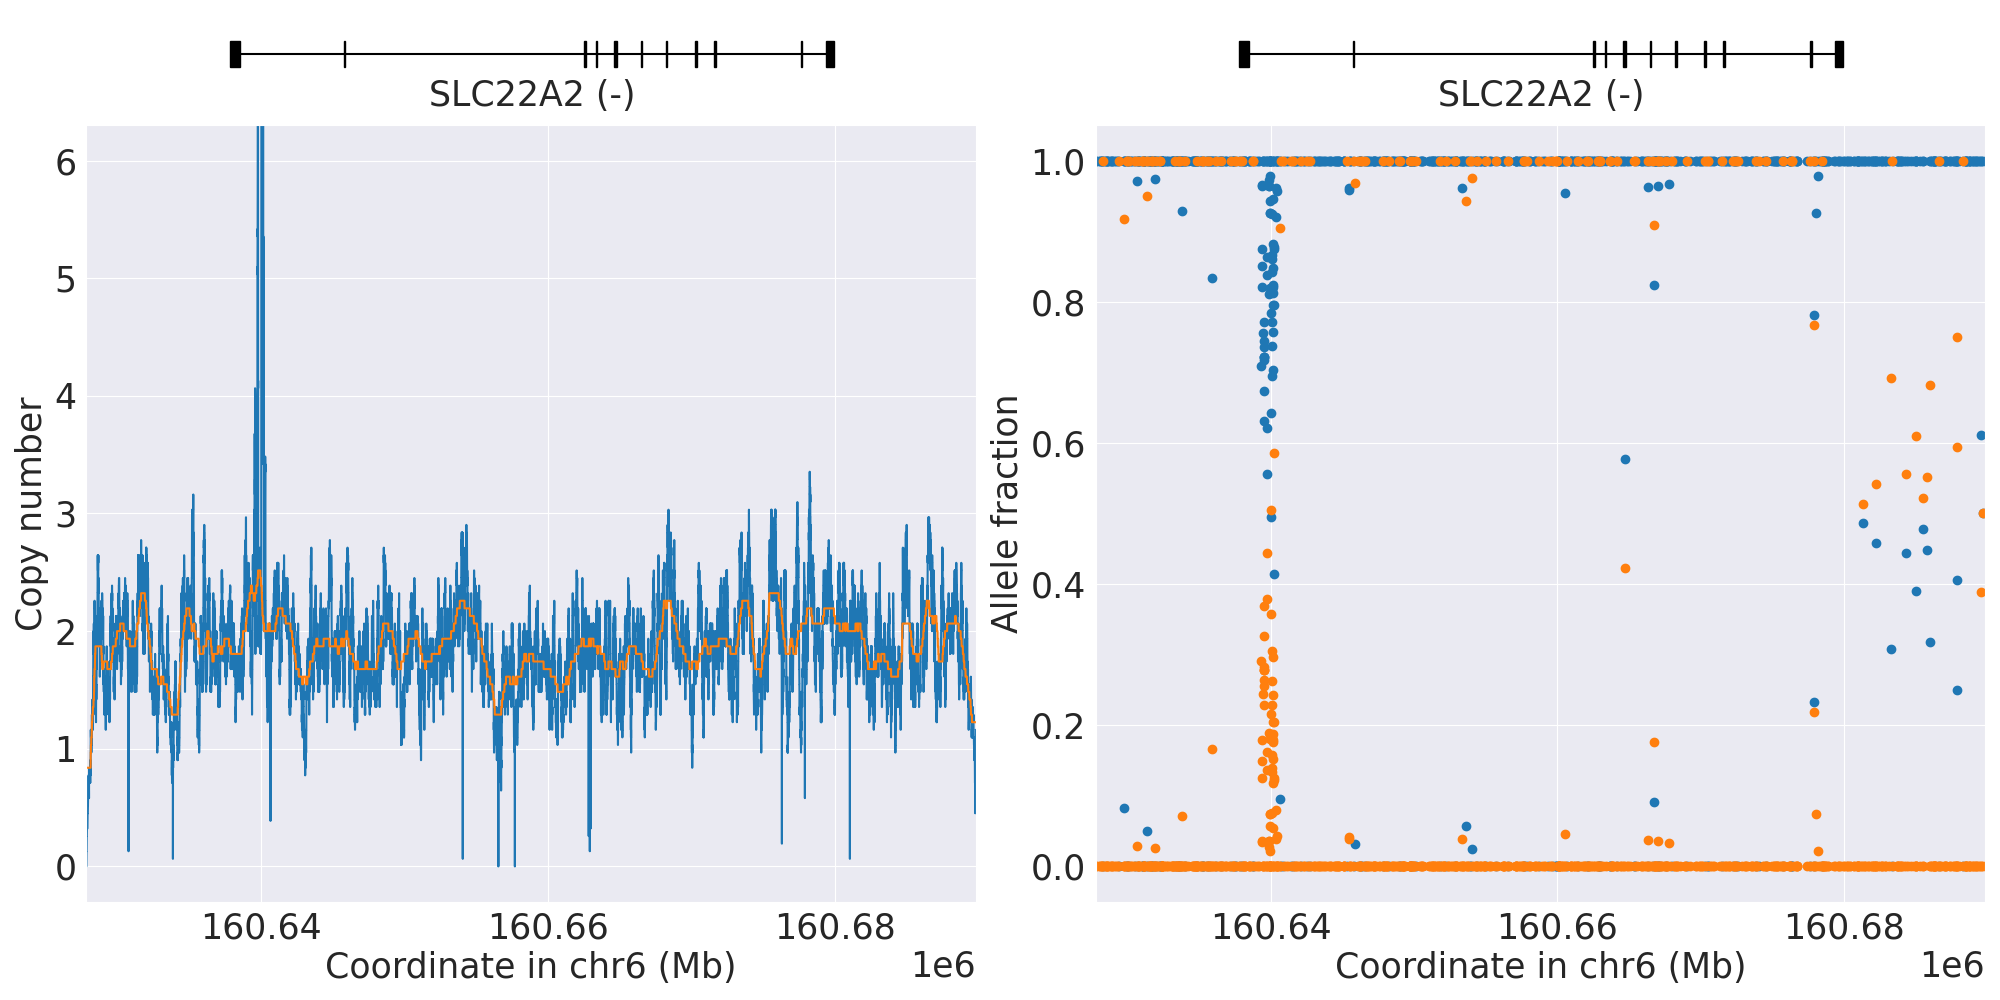 SLC22A2 (-)
6
5
4
3
2
1
0
Copy number
160.64
160.66
160.68
Coordinate in chr6 (Mb)
1e6
SLC22A2 (-)
1.0
0.8
0.6
0.4
0.2
0.0
Allele fraction
160.64
160.66
160.68
Coordinate in chr6 (Mb)
1e6